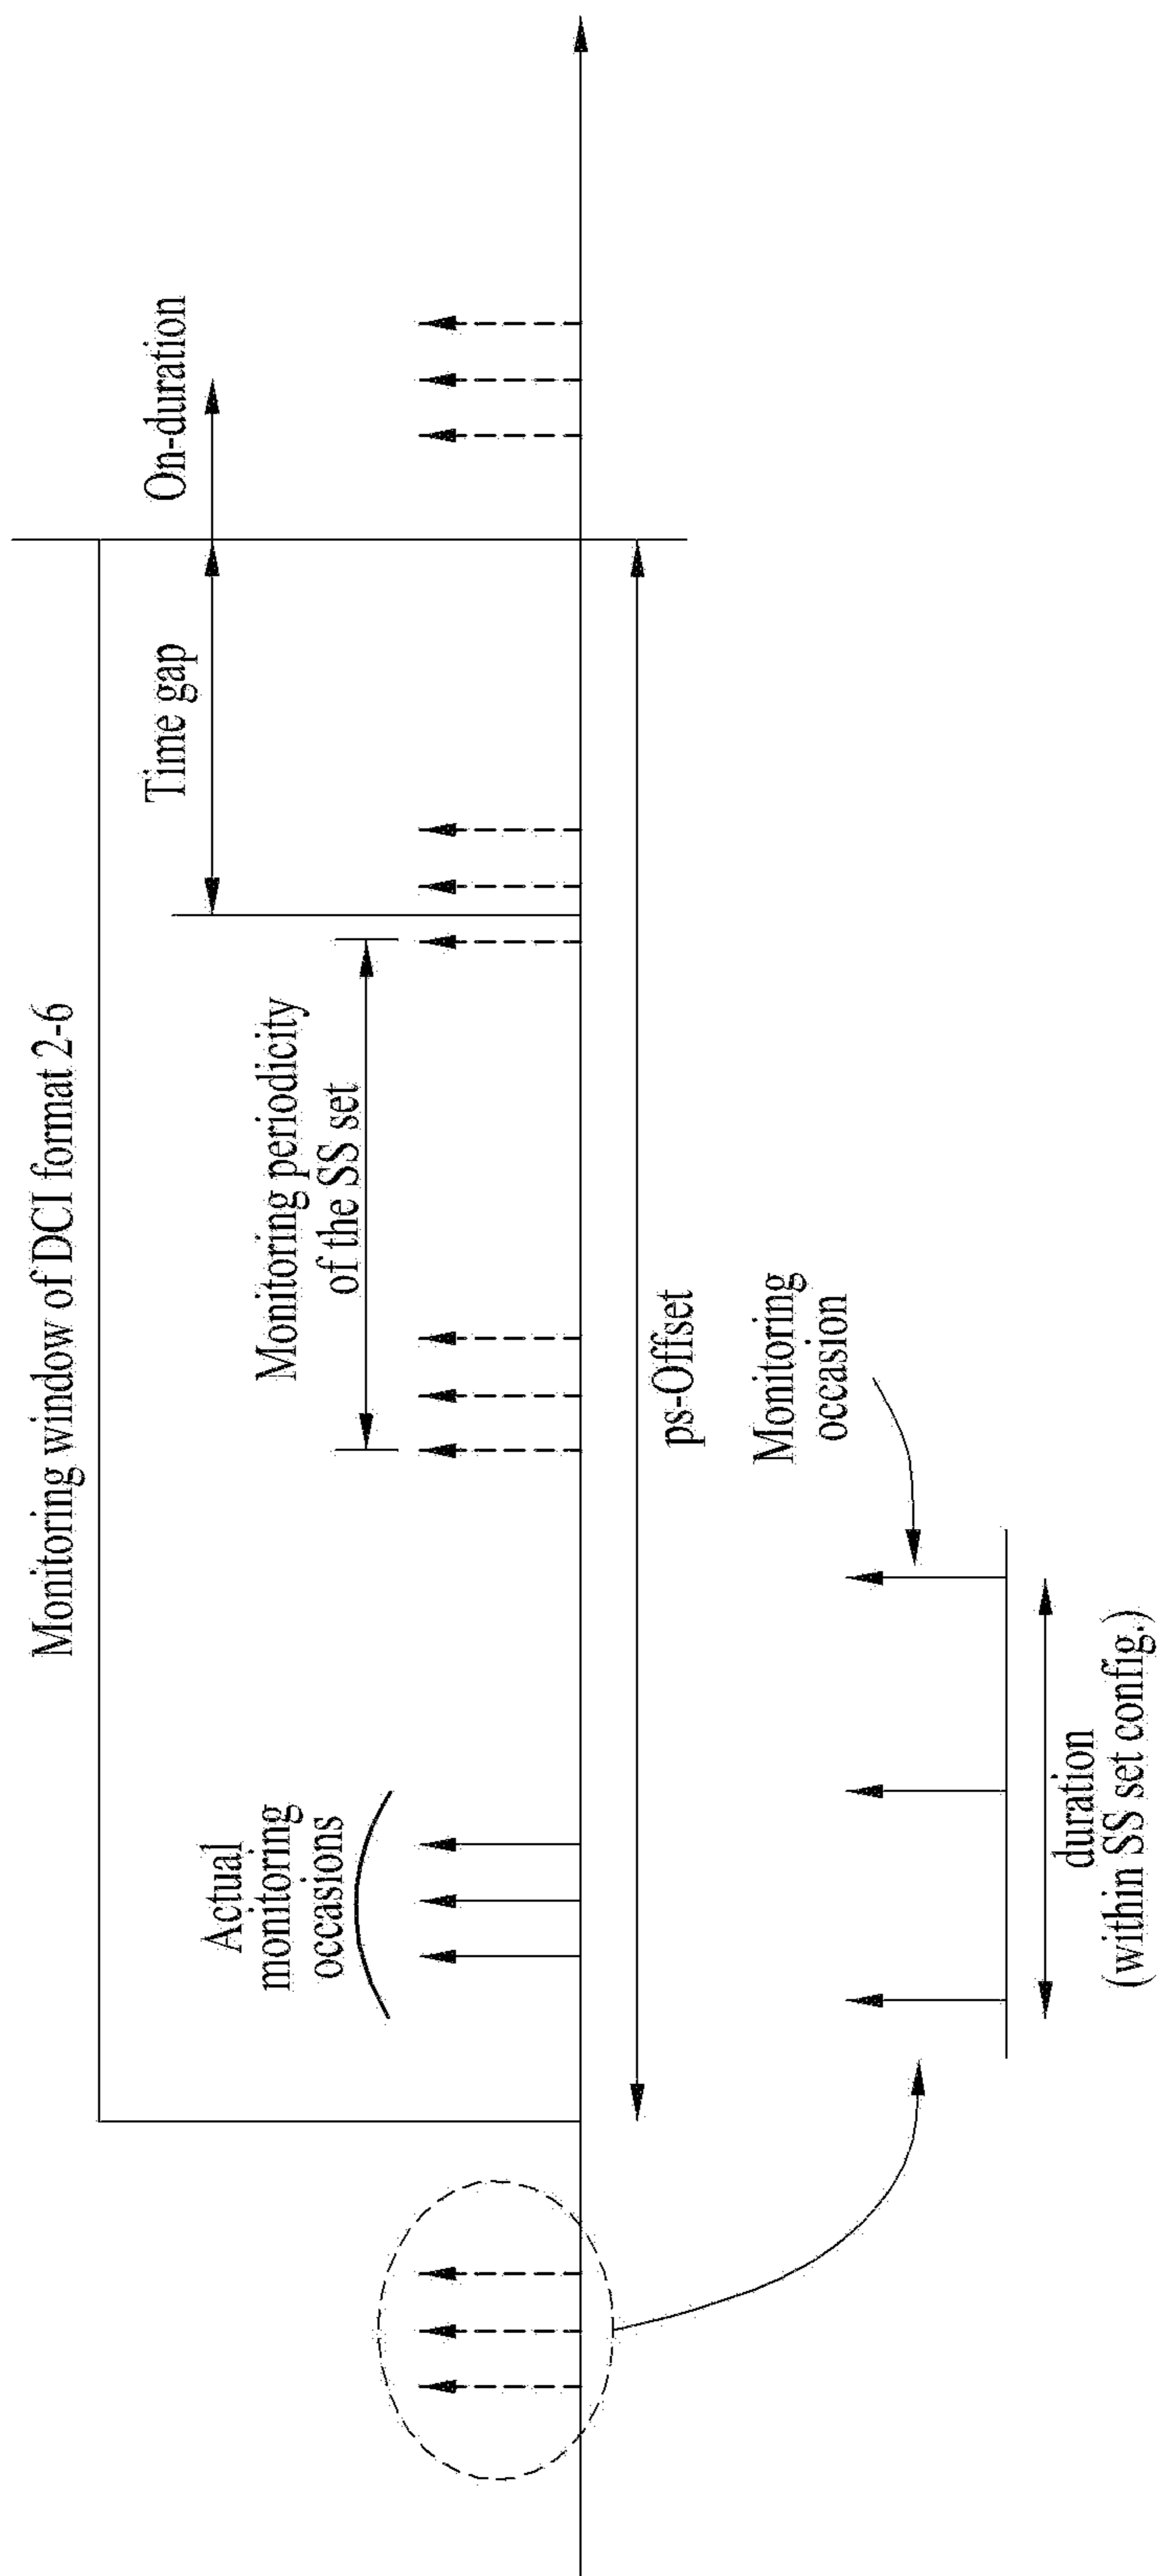 Monitoring window of DCI format 2-6
Actual
monitoring
occasions
Monitoring periodicity
of the SS set
Time gap
On-duration
ps-Offset
Monitoring
occasion
duration
(within SS set config.)